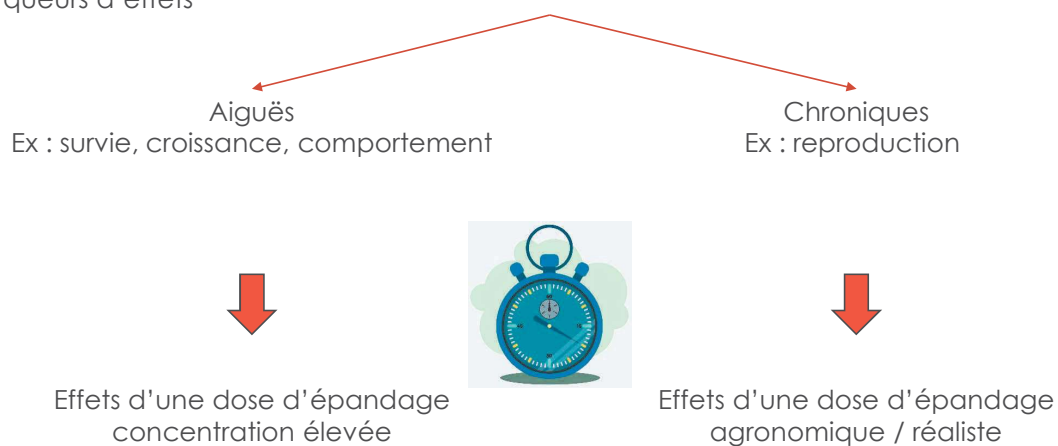 d'effets
Aiguës
Ex : survie, croissance, comportement
Chroniques
Ex : reproduction
Effets d'une dose d'épandage
concentration élevée
Effets d'une dose d'épandage
agronomique / réaliste